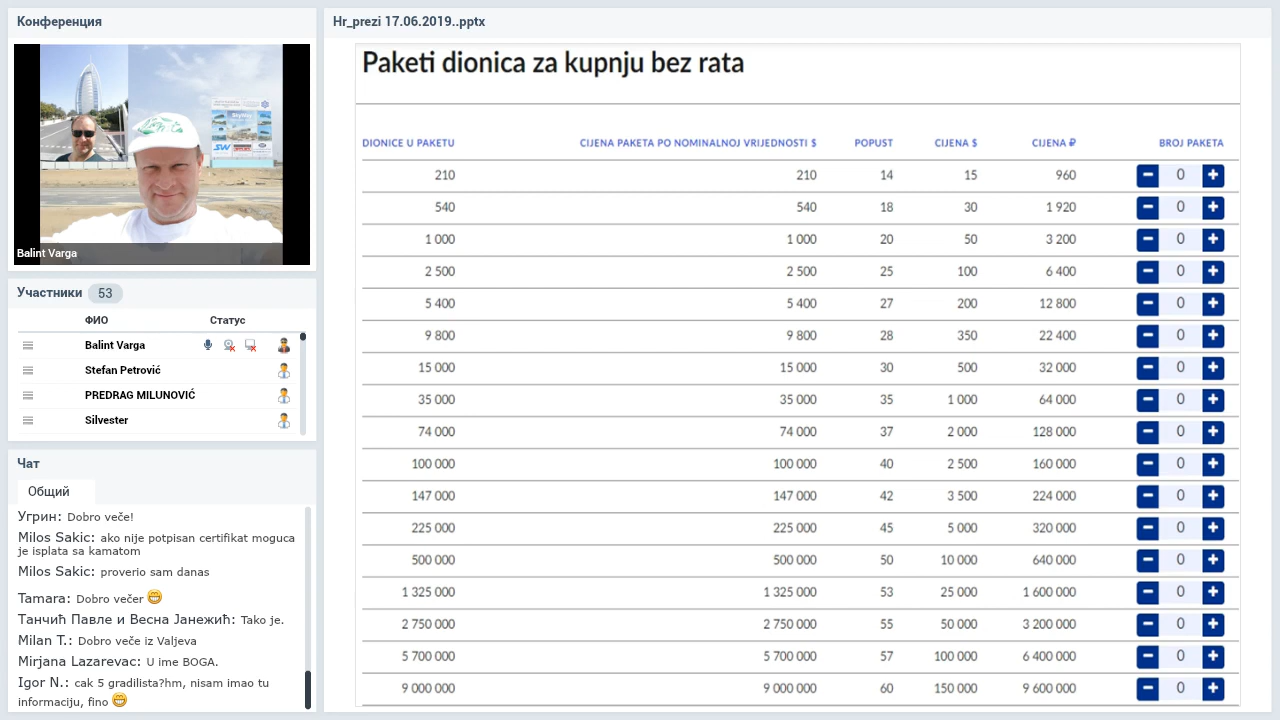 Конференция
Balint Varga
Участники 53
ФИО Статус
Balint Varga
Stefan Petrović
PREDRAG MILUNOVIĆ
Silvester
Чат
Общий
Угрин: Dobro veče!
Milos Sakic: ako nije potpisan certifikat moguca
je isplata sa kamatom
Milos Sakic: proverio sam danas
Tamara: Dobro večer
Танчић Павле и Весна Јанежић: Tako je.
Milan T.: Dobro veče iz Valjeva
Mirjana Lazarevac: U ime BOGA.
Igor N.: cak 5 gradilista?hm, nisam imao tu
informaciju, fino
Hr_prezi 17.06.2019..pptx
Paketi dionica za kupnju bez rata
DIONICE U PAKETU CIJENA PAKETA PO NOMINALNOJ VRIJEDNOSTI $ POPUST CIJENA $ CIJENA ₽ BROJ PAKETA
210 210 14 15 960 − 0 +
540 540 18 30 1 920 − 0 +
1 000 1 000 20 50 3 200 − 0 +
2 500 2 500 25 100 6 400 − 0 +
5 400 5 400 27 200 12 800 − 0 +
9 800 9 800 28 350 22 400 − 0 +
15 000 15 000 30 500 32 000 − 0 +
35 000 35 000 35 1 000 64 000 − 0 +
74 000 74 000 37 2 000 128 000 − 0 +
100 000 100 000 40 2 500 160 000 − 0 +
147 000 147 000 42 3 500 224 000 − 0 +
225 000 225 000 45 5 000 320 000 − 0 +
500 000 500 000 50 10 000 640 000 − 0 +
1 325 000 1 325 000 53 25 000 1 600 000 − 0 +
2 750 000 2 750 000 55 50 000 3 200 000 − 0 +
5 700 000 5 700 000 57 100 000 6 400 000 − 0 +
9 000 000 9 000 000 60 150 000 9 600 000 − 0 +